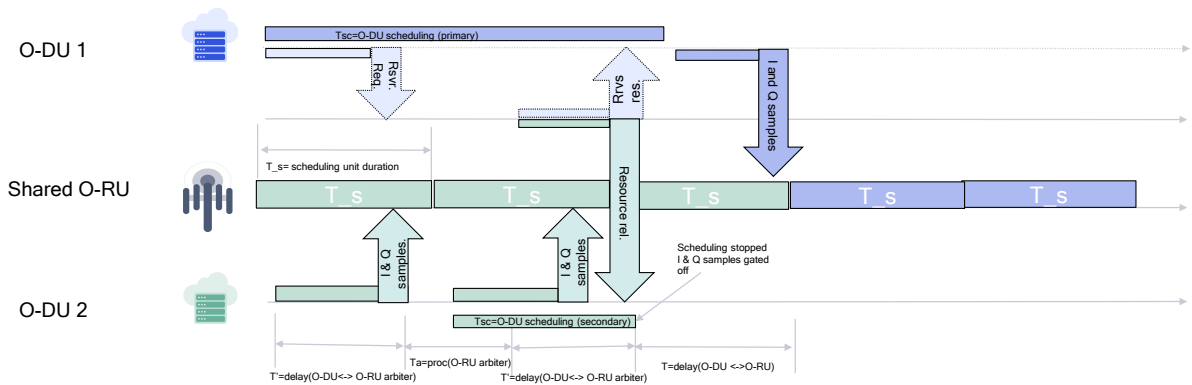 O-DU 1
Tsc=O-DU scheduling (primary)
Rsvr.
Req.
Rrvs
res.
I and Q samples
T_s= scheduling unit duration
Shared O-RU
T_s
T_s
T_s
T_s
T_s
Resource rel.
I & Q
samples.
I & Q
samples.
Scheduling stopped
I & Q samples gated
off
O-DU 2
Tsc=O-DU scheduling (secondary)
Ta=proc(O-RU arbiter)
T=delay(O-DU <->O-RU)
T'=delay(O-DU<-> O-RU arbiter)
T'=delay(O-DU<-> O-RU arbiter)